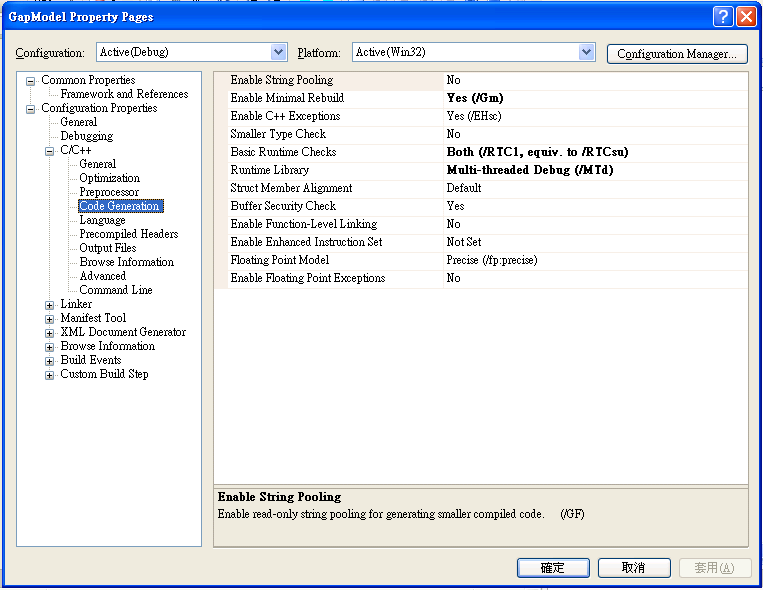 GapModel Property Pages
Configuration: Active(Debug) Platform: Active(Win32) Configuration Manager...
Common Properties
Framework and References
Configuration Properties
General
Debugging
C/C++
General
Optimization
Preprocessor
Code Generation
Language
Precompiled Headers
Output Files
Browse Information
Advanced
Command Line
Linker
Manifest Tool
XML Document Generator
Browse Information
Build Events
Custom Build Step
Enable String Pooling No
Enable Minimal Rebuild Yes (/Gm)
Enable C++ Exceptions Yes (/EHsc)
Smaller Type Check No
Basic Runtime Checks Both (/RTC1, equiv. to /RTCsu)
Runtime Library Multi-threaded Debug (/MTd)
Struct Member Alignment Default
Buffer Security Check Yes
Enable Function-Level Linking No
Enable Enhanced Instruction Set Not Set
Floating Point Model Precise (/fp:precise)
Enable Floating Point Exceptions No
Enable String Pooling
Enable read-only string pooling for generating smaller compiled code. (/GF)
確定 取消 套用(A)